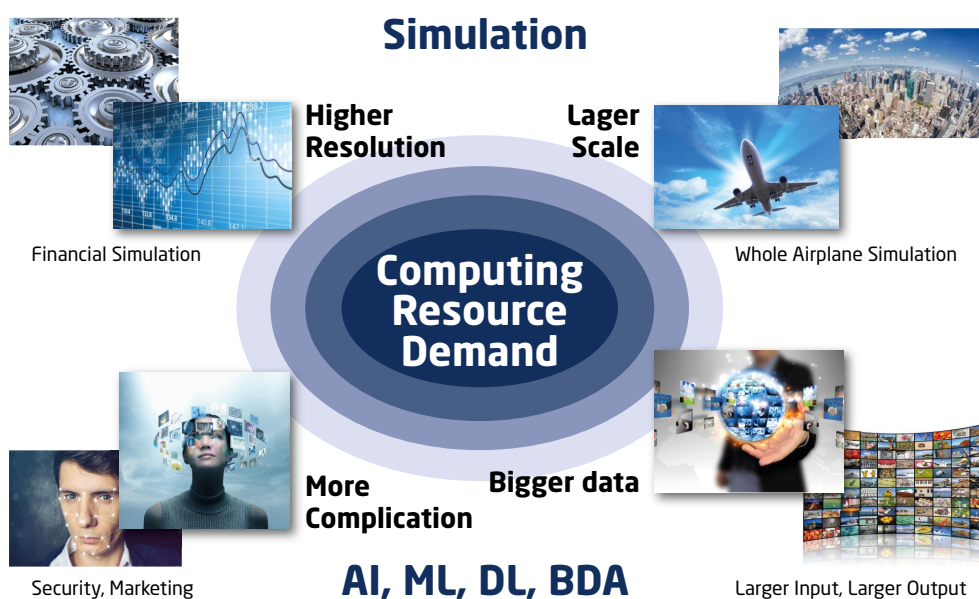 Simulation
Higher
Resolution
Lager
Scale
Financial Simulation
Whole Airplane Simulation
Computing
Resource
Demand
More
Complication
Bigger data
Security, Marketing
AI, ML, DL, BDA
Larger Input, Larger Output